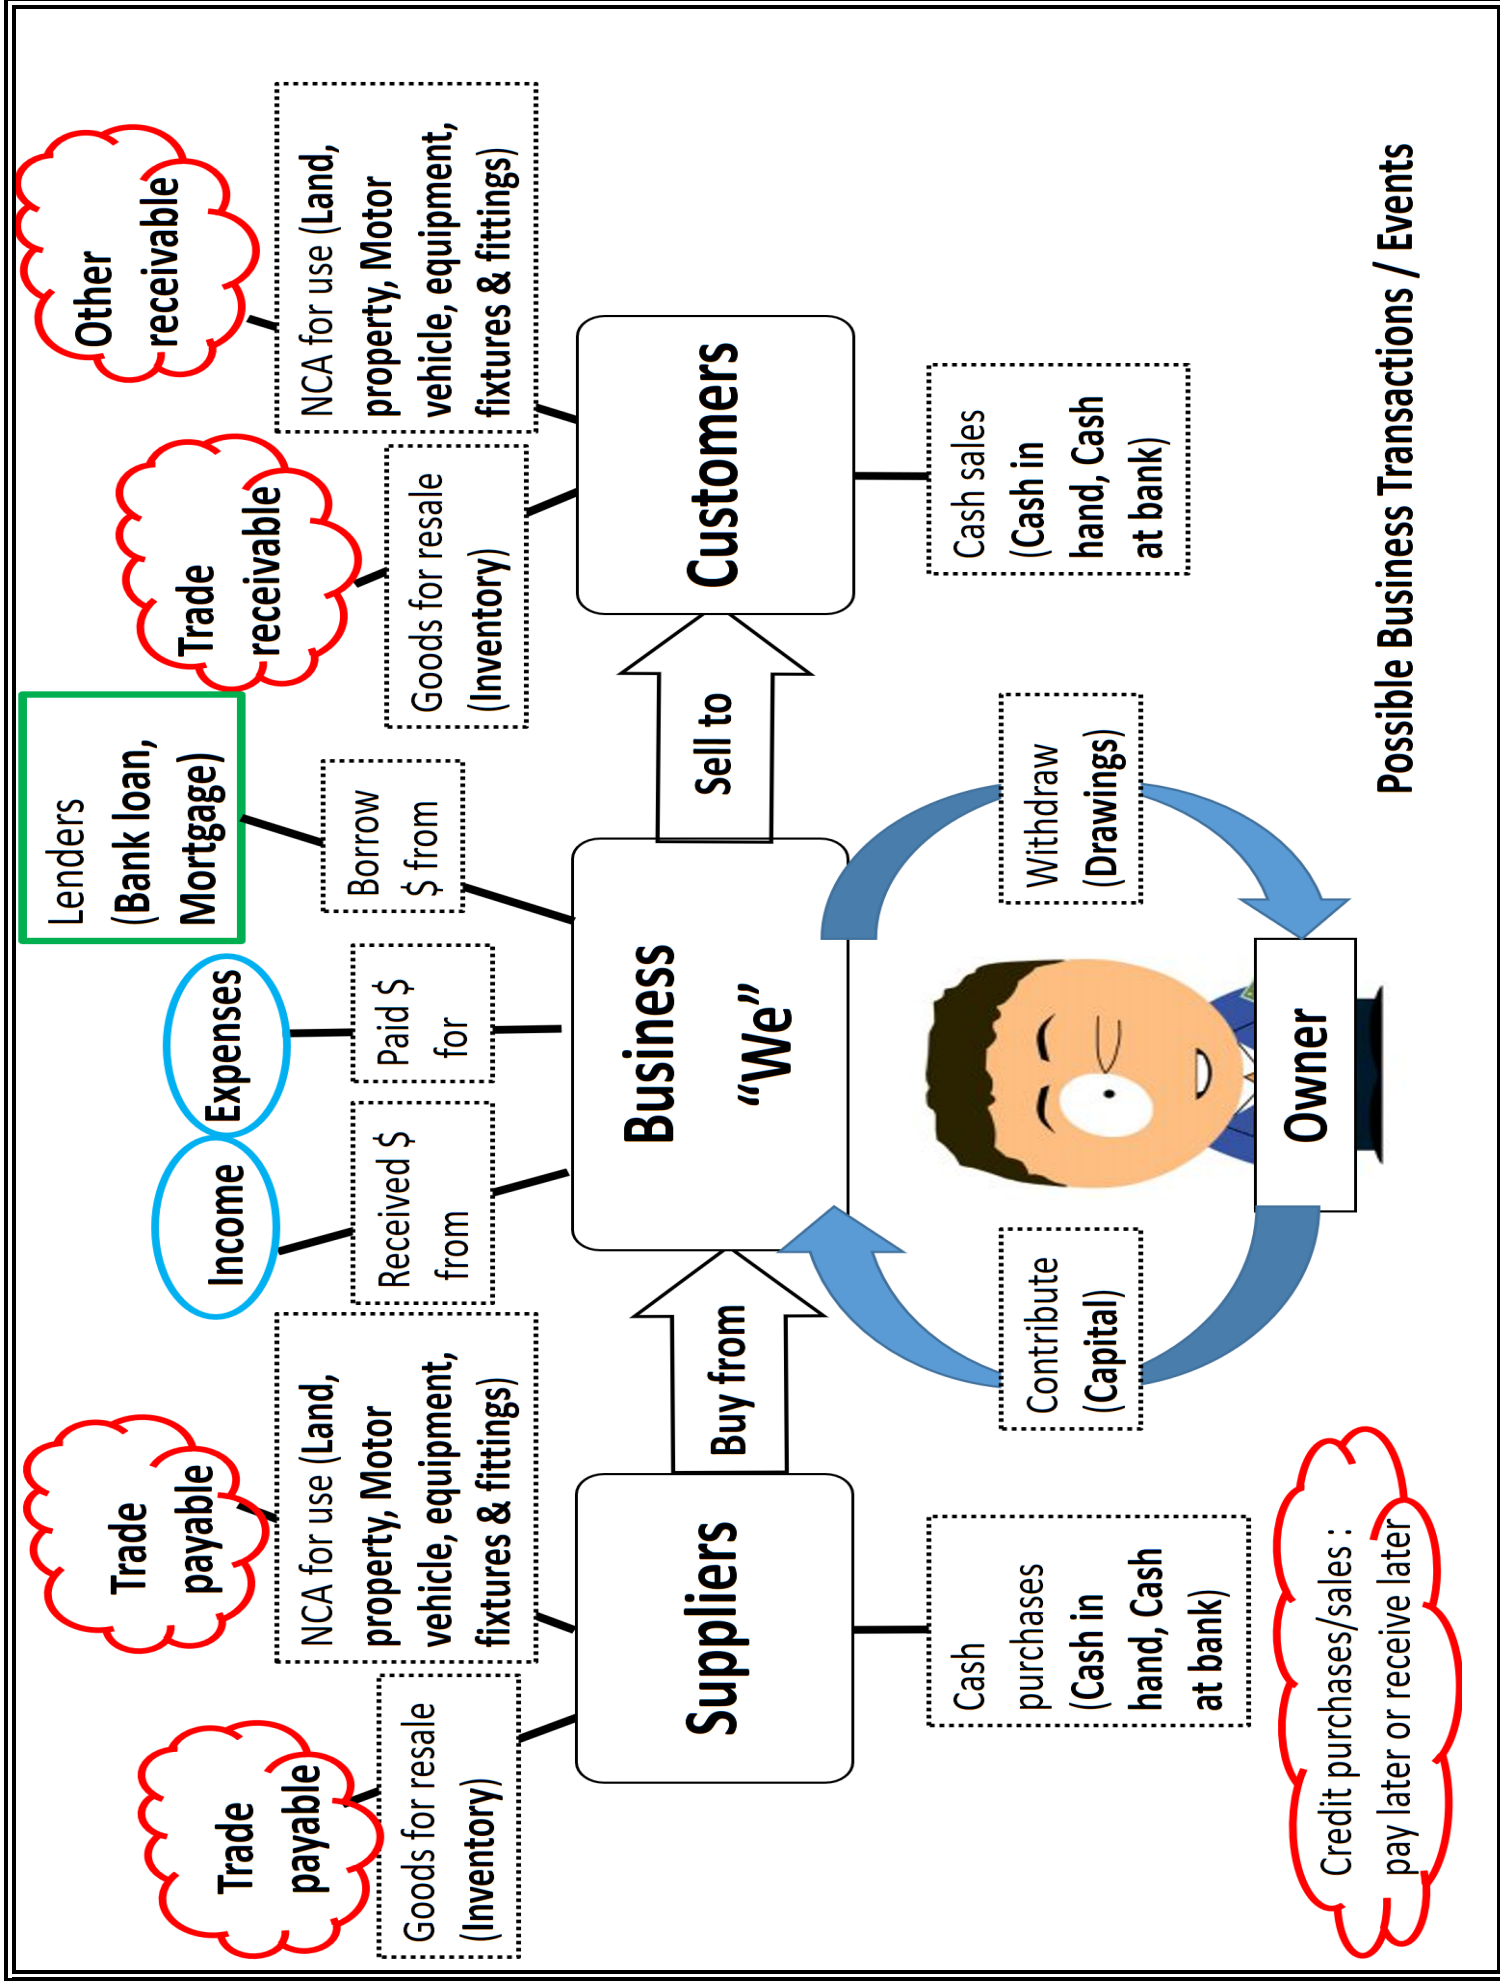 Trade
payable
Trade
payable
Income
Expenses
Lenders
(Bank loan,
Mortgage)
Trade
receivable
Other
receivable
Goods for resale
(Inventory)
NCA for use (Land,
property, Motor
vehicle, equipment,
fixtures & fittings)
Received $
from
Paid $
for
Borrow
$ from
Goods for resale
(Inventory)
NCA for use (Land,
property, Motor
vehicle, equipment,
fixtures & fittings)
Suppliers
Buy from
Business
“We”
Sell to
Customers
Cash
purchases
(Cash in
hand, Cash
at bank)
Contribute
(Capital)
Withdraw
(Drawings)
Cash sales
(Cash in
hand, Cash
at bank)
Owner
Credit purchases/sales :
pay later or receive later
Possible Business Transactions / Events